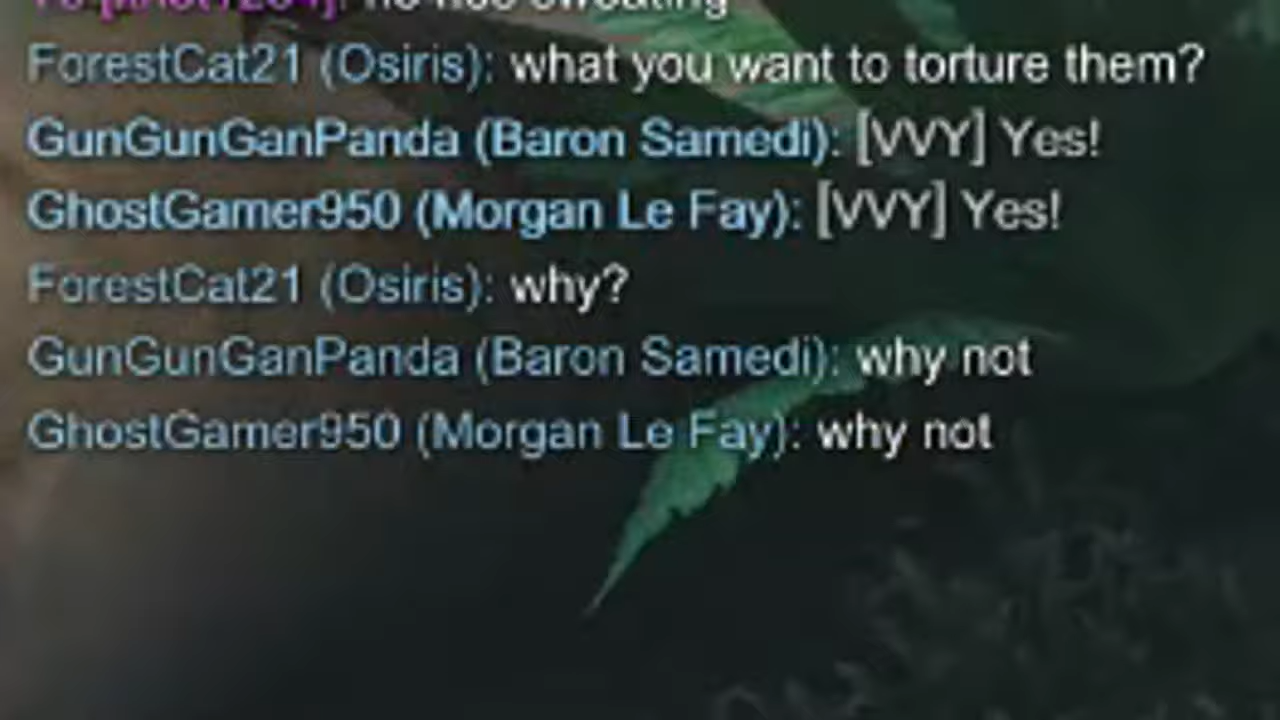 sweating
ForestCat21 (Osiris): what you want to torture them?
GunGunGanPanda (Baron Samedi): [VVY] Yes!
GhostGamer950 (Morgan Le Fay): [VVY] Yes!
ForestCat21 (Osiris): why?
GunGunGanPanda (Baron Samedi): why not
GhostGamer950 (Morgan Le Fay): why not